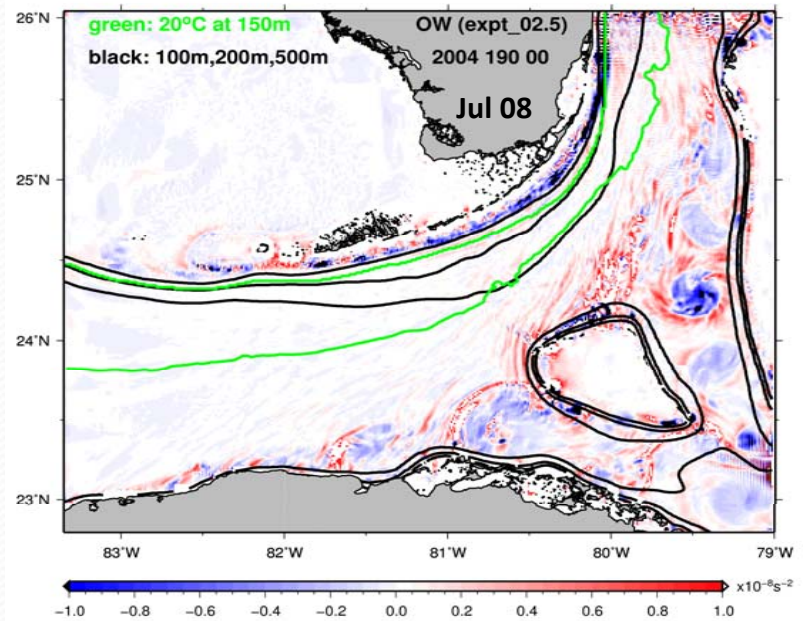 green: 20°C at 150m
OW (expt_02.5)
black: 100m,200m,500m
2004 190 00
Jul 08
26°N
25°N
24°N
23°N
83°W 82°W 81°W 80°W 79°W
x10⁻⁸s⁻²
-1.0 -0.8 -0.6 -0.4 -0.2 0.0 0.2 0.4 0.6 0.8 1.0